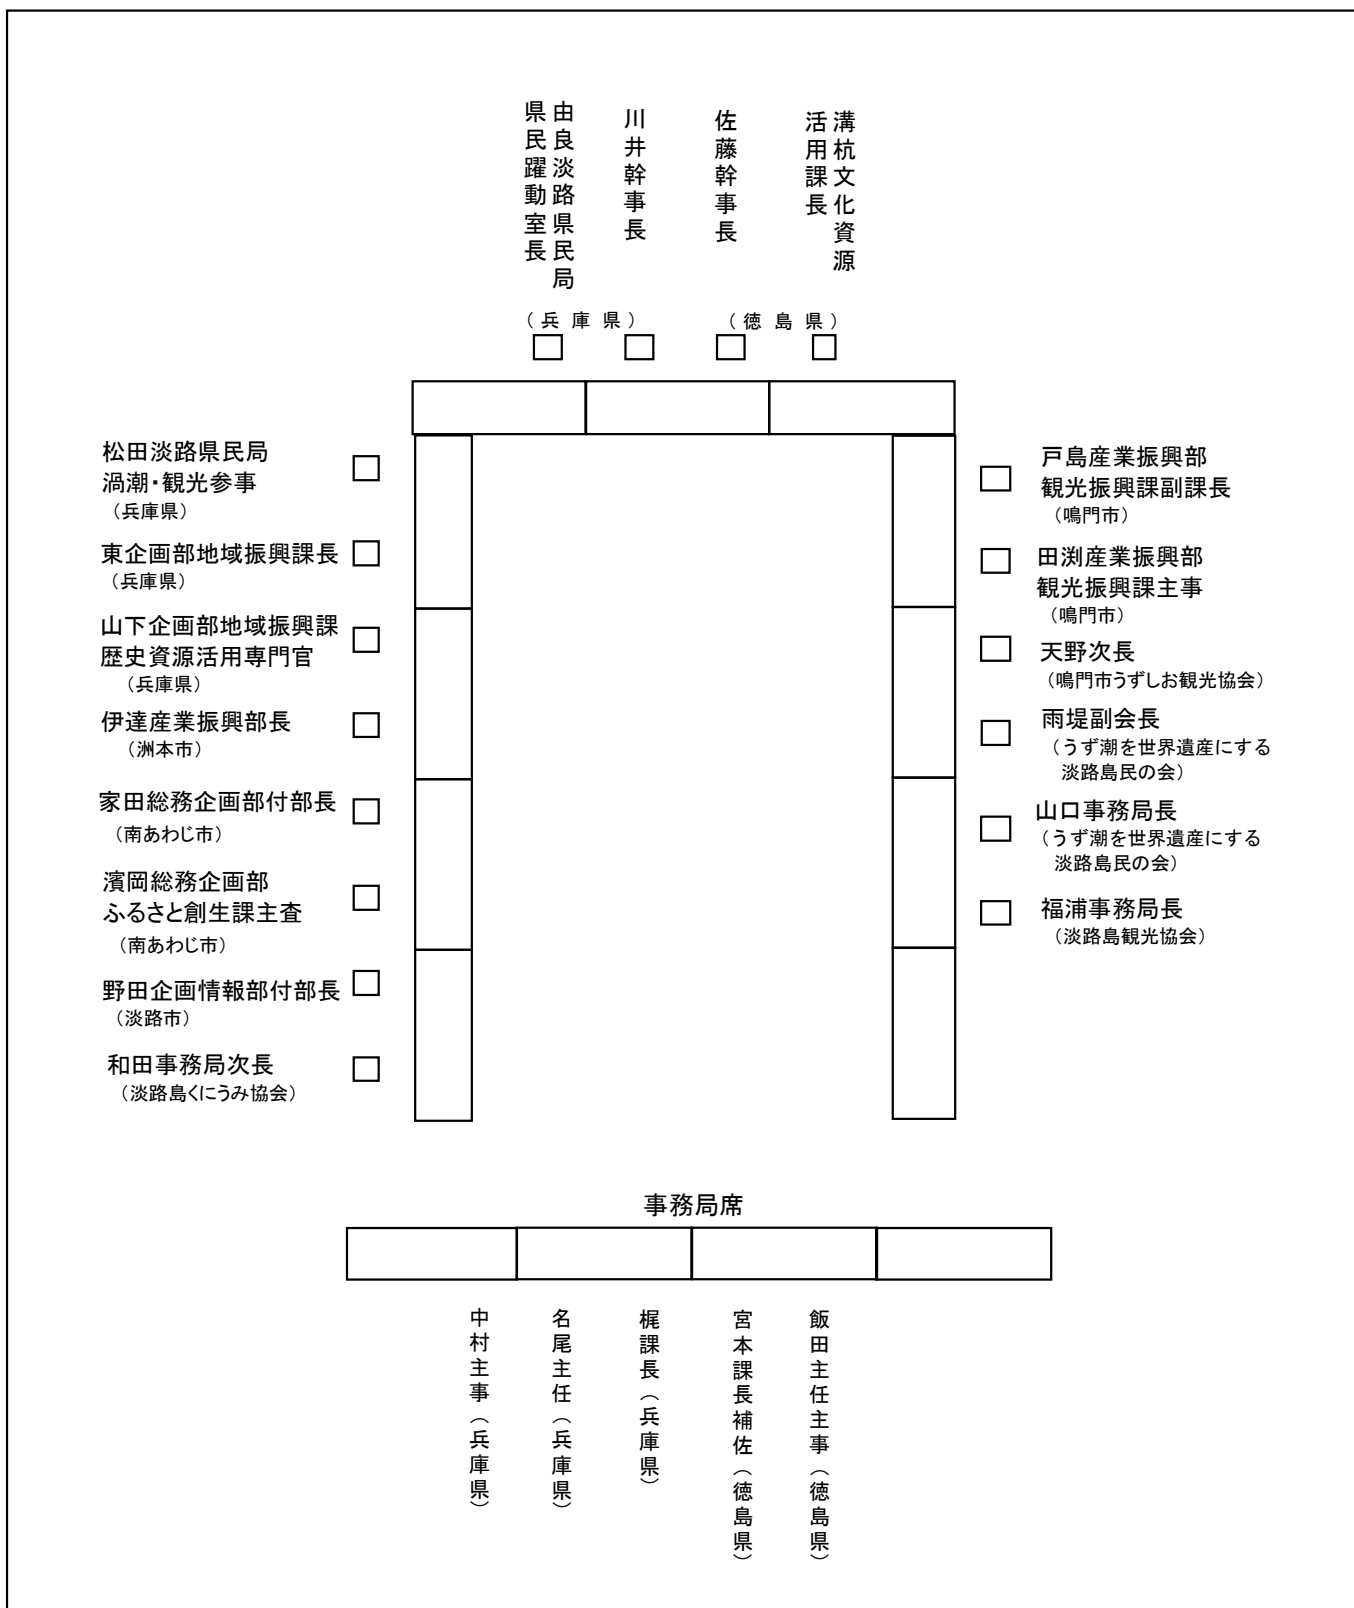 由良淡路県民局
県民躍動室長
川井幹事長
佐藤幹事長
溝杭文化資源
活用課長
（兵庫県）
（徳島県）
松田淡路県民局
渦潮・観光参事
（兵庫県）
東企画部地域振興課長
（兵庫県）
山下企画部地域振興課
歴史資源活用専門官
（兵庫県）
伊達産業振興部長
（洲本市）
家田総務企画部付部長
（南あわじ市）
濱岡総務企画部
ふるさと創生課主査
（南あわじ市）
野田企画情報部付部長
（淡路市）
和田事務局次長
（淡路島くにうみ協会）
戸島産業振興部
観光振興課副課長
（鳴門市）
田渕産業振興部
観光振興課主事
（鳴門市）
天野次長
（鳴門市うずしお観光協会）
雨堤副会長
（うず潮を世界遺産にする
淡路島民の会）
山口事務局長
（うず潮を世界遺産にする
淡路島民の会）
福浦事務局長
（淡路島観光協会）
事務局席
中村主事（兵庫県）
名尾主任（兵庫県）
梶課長（兵庫県）
宮本課長補佐（徳島県）
飯田主任主事（徳島県）